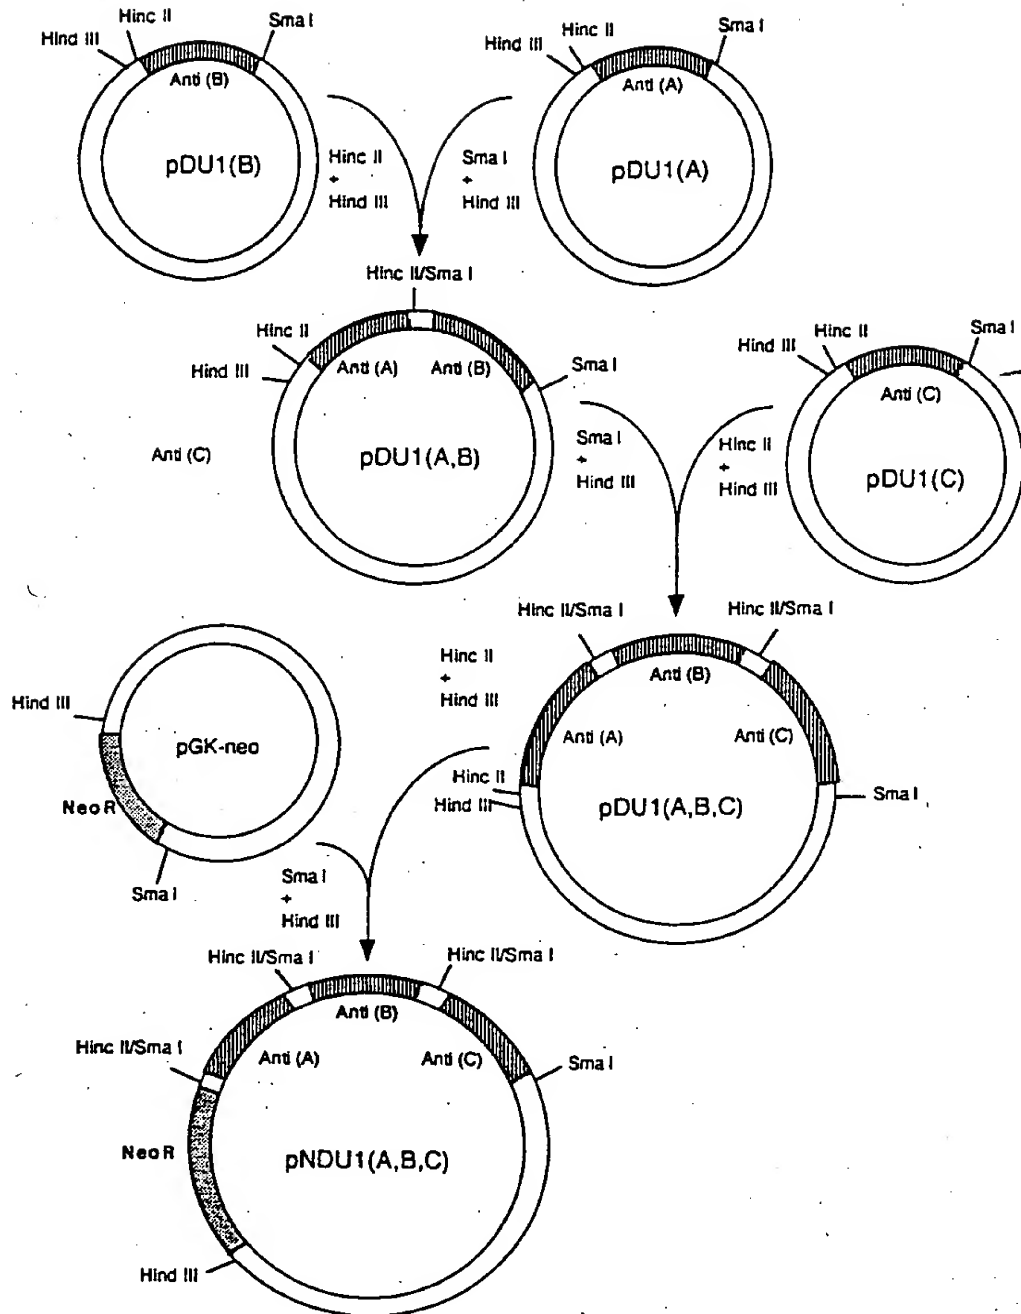 Hinc II
Hind III
Sma I
Anti (B)
pDU1(B)
Hinc II
+
Hind III
Hinc II
Hind III
Sma I
Anti (A)
pDU1(A)
Sma I
+
Hind III
Hinc II/Sma I
Hinc II
Hind III
Anti (A)
Anti (B)
Sma I
pDU1(A,B)
Anti (C)
Sma I
+
Hind III
Hinc II
Hind III
Sma I
Anti (C)
pDU1(C)
Hinc II
+
Hind III
Hinc II/Sma I
Hinc II/Sma I
Anti (B)
Anti (A)
Anti (C)
Hinc II
Hind III
Sma I
pDU1(A,B,C)
Hinc II
+
Hind III
Hind III
pGK-neo
NeoR
Sma I
Sma I
+
Hind III
Hinc II/Sma I
Hinc II/Sma I
Anti (B)
Hinc II/Sma I
Anti (A)
Anti (C)
Sma I
NeoR
pNDU1(A,B,C)
Hind III